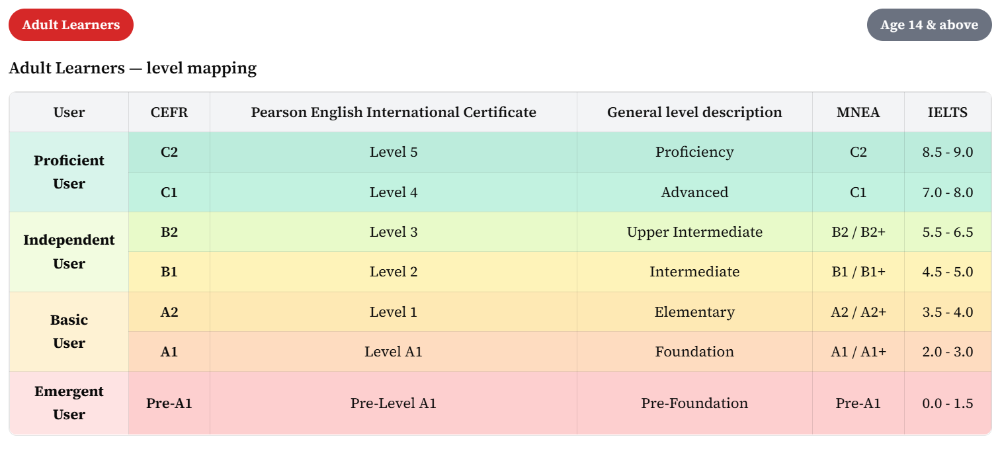 Adult Learners
Age 14 & above
Adult Learners — level mapping
User CEFR Pearson English International Certificate General level description MNEA IELTS
Proficient User C2 Level 5 Proficiency C2 8.5 - 9.0
C1 Level 4 Advanced C1 7.0 - 8.0
Independent User B2 Level 3 Upper Intermediate B2 / B2+ 5.5 - 6.5
B1 Level 2 Intermediate B1 / B1+ 4.5 - 5.0
Basic User A2 Level 1 Elementary A2 / A2+ 3.5 - 4.0
A1 Level A1 Foundation A1 / A1+ 2.0 - 3.0
Emergent User Pre-A1 Pre-Level A1 Pre-Foundation Pre-A1 0.0 - 1.5